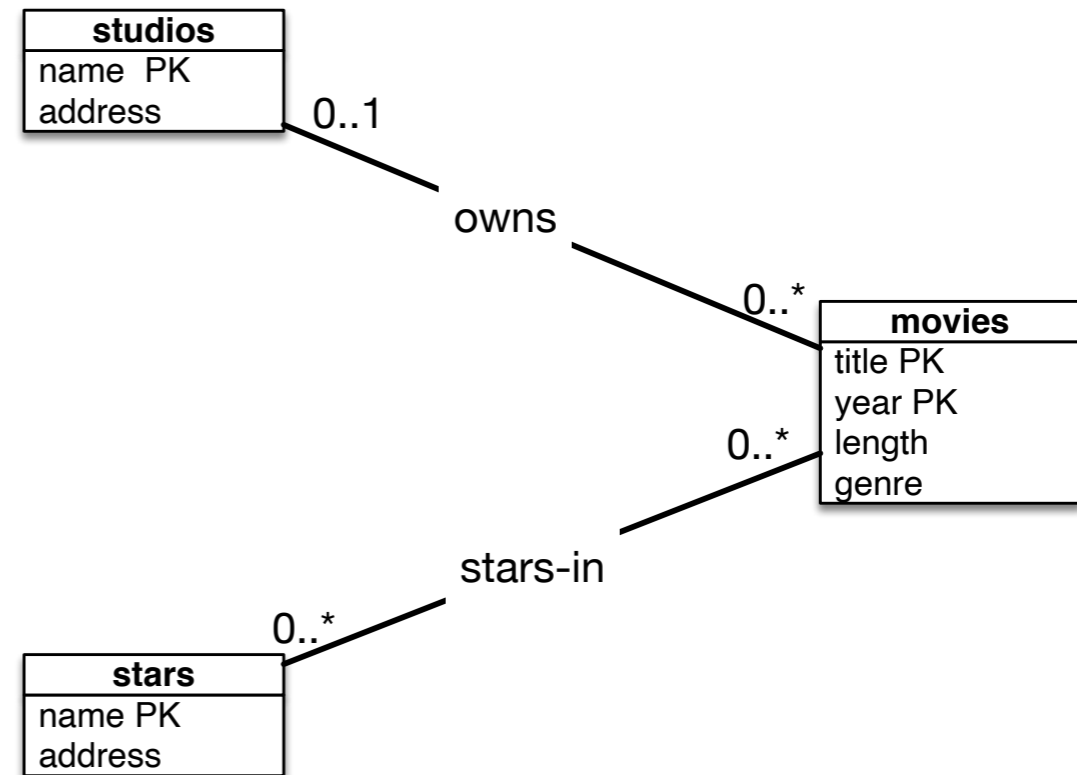 studios
name PK
address
0..1
owns
0..*
movies
title PK
year PK
length
genre
0..*
stars-in
0..*
stars
name PK
address